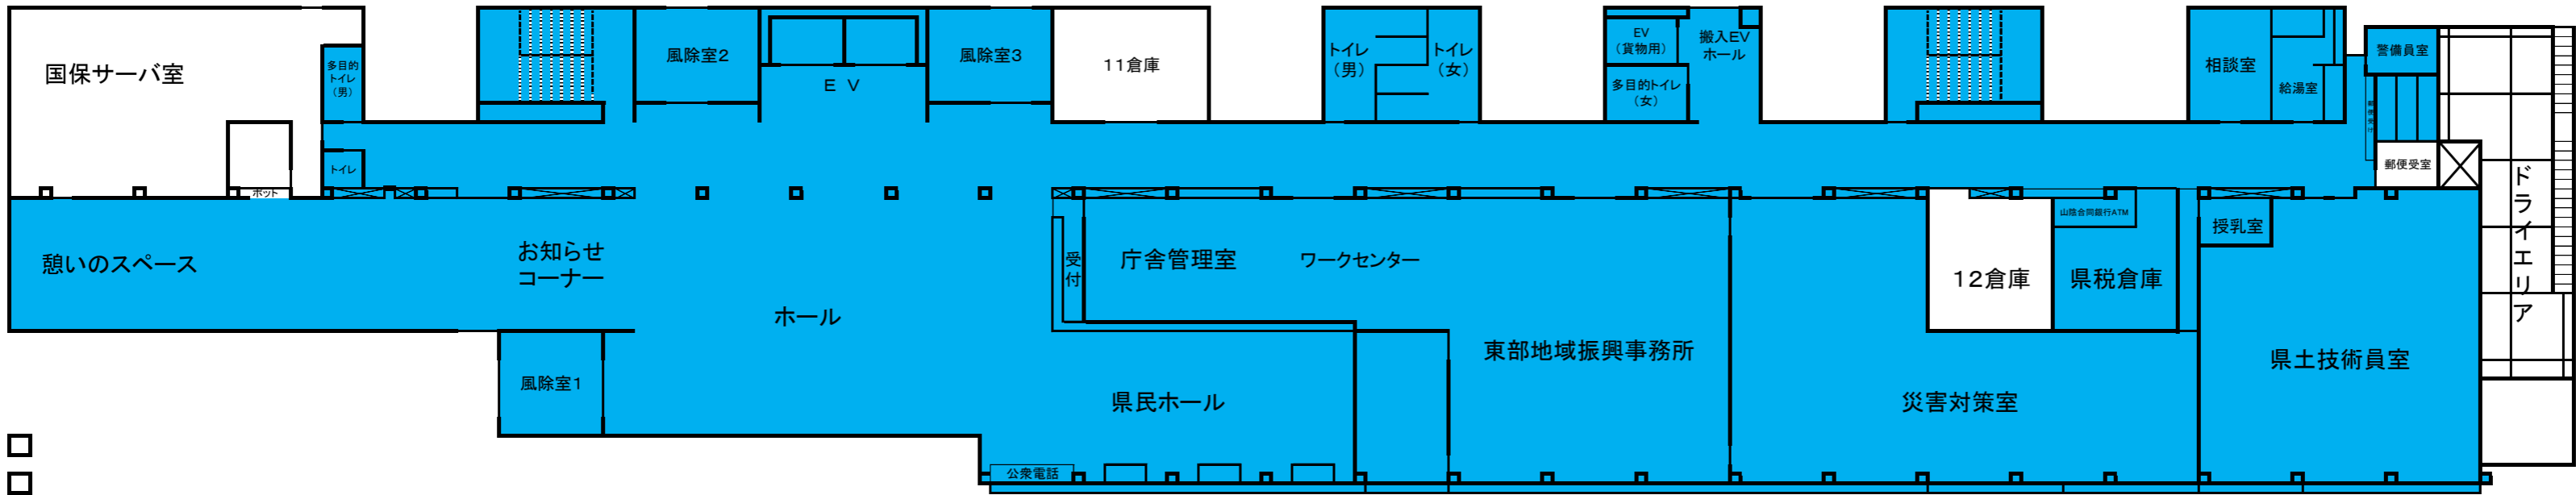 国保サーバ室
多目的
トイレ
(男)
風除室2
EV
風除室3
11倉庫
トイレ
(男)
トイレ
(女)
EV
(貨物用)
多目的トイレ
(女)
搬入EV
ホール
相談室
給湯室
警備員室
郵便受付
郵便受室
トイレ
ポット
ドライエリア
憩いのスペース
お知らせ
コーナー
ホール
受付
庁舎管理室
ワークセンター
山陰合同銀行ATM
12倉庫
県税倉庫
授乳室
風除室1
県民ホール
東部地域振興事務所
災害対策室
県土技術員室
公衆電話